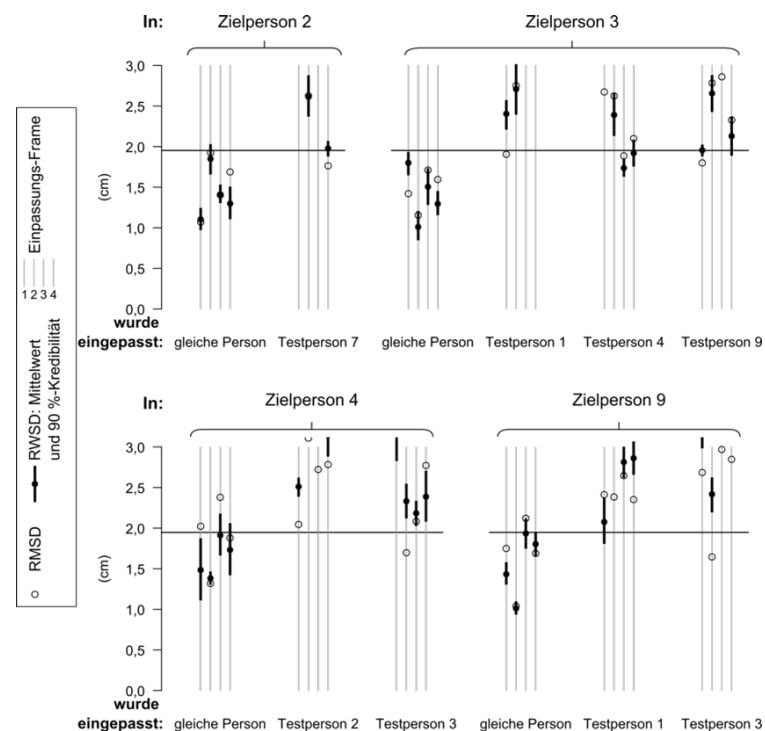 In: Zielperson 2 Zielperson 3
3,0
2,5
2,0
1,5
1,0
0,5
0,0
(cm)
wurde
eingepasst: gleiche Person Testperson 7 gleiche Person Testperson 1 Testperson 4 Testperson 9
In: Zielperson 4 Zielperson 9
3,0
2,5
2,0
1,5
1,0
0,5
0,0
(cm)
wurde
eingepasst: gleiche Person Testperson 2 Testperson 3 gleiche Person Testperson 1 Testperson 3
RMSD
RWSD: Mittelwert
und 90 %-Kredibilität
1 2 3 4
Einpassungs-Frame